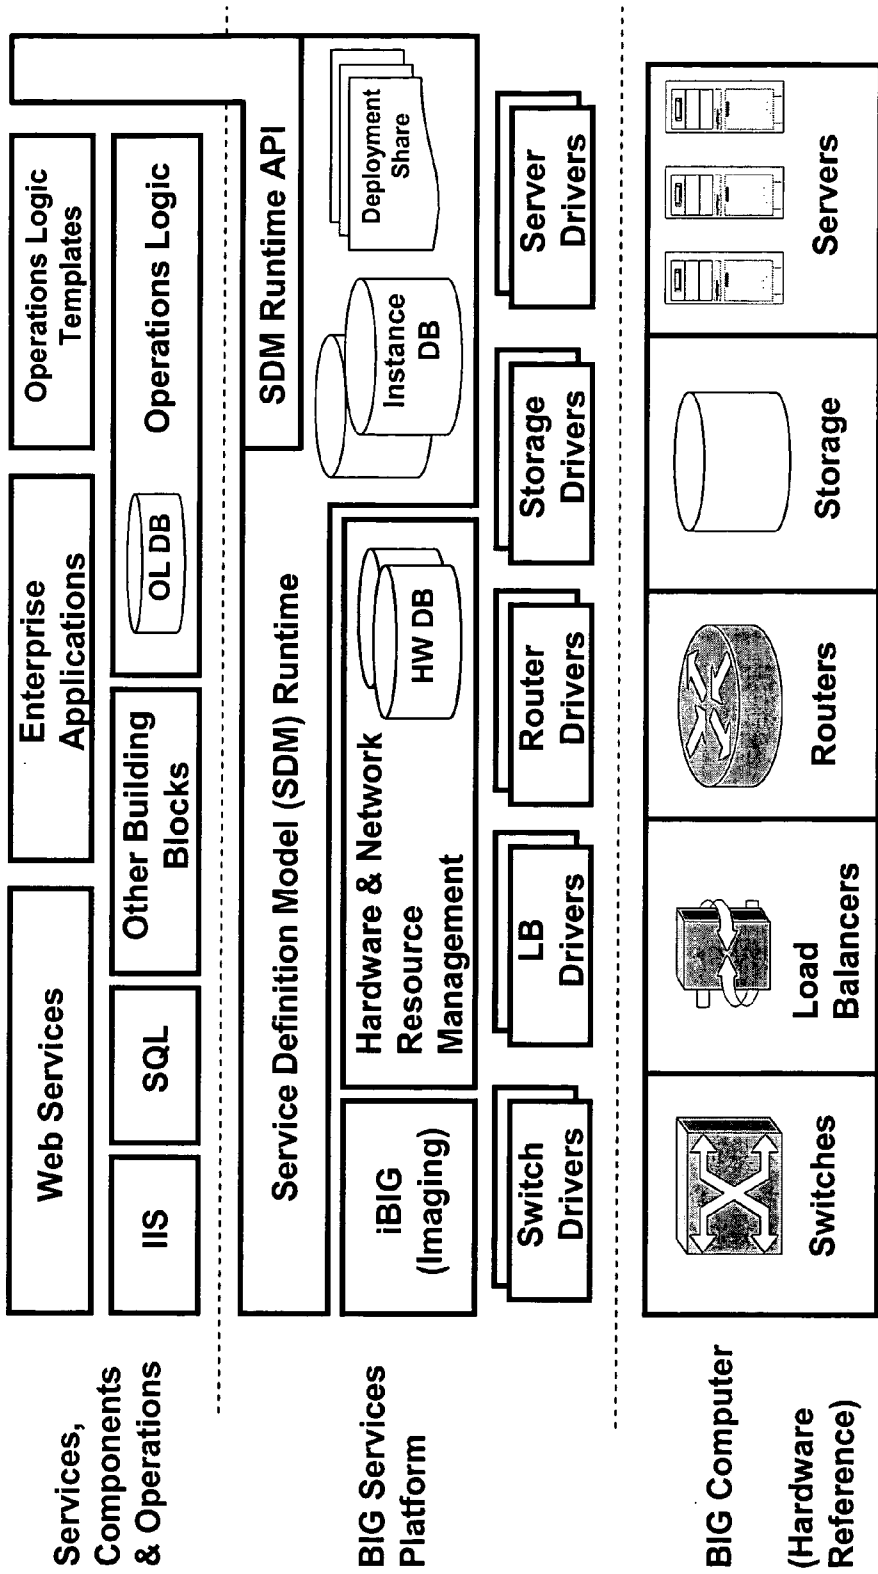 Services,
Components
& Operations
Web Services
Enterprise
Applications
Operations Logic
Templates
IIS
SQL
Other Building
Blocks
OL DB
Operations Logic
BIG Services
Platform
Service Definition Model (SDM) Runtime
SDM Runtime API
iBIG
(Imaging)
Hardware & Network
Resource
Management
HW DB
Instance
DB
Deployment
Share
Switch
Drivers
LB
Drivers
Router
Drivers
Storage
Drivers
Server
Drivers
BIG Computer
(Hardware
Reference)
Switches
Load
Balancers
Routers
Storage
Servers